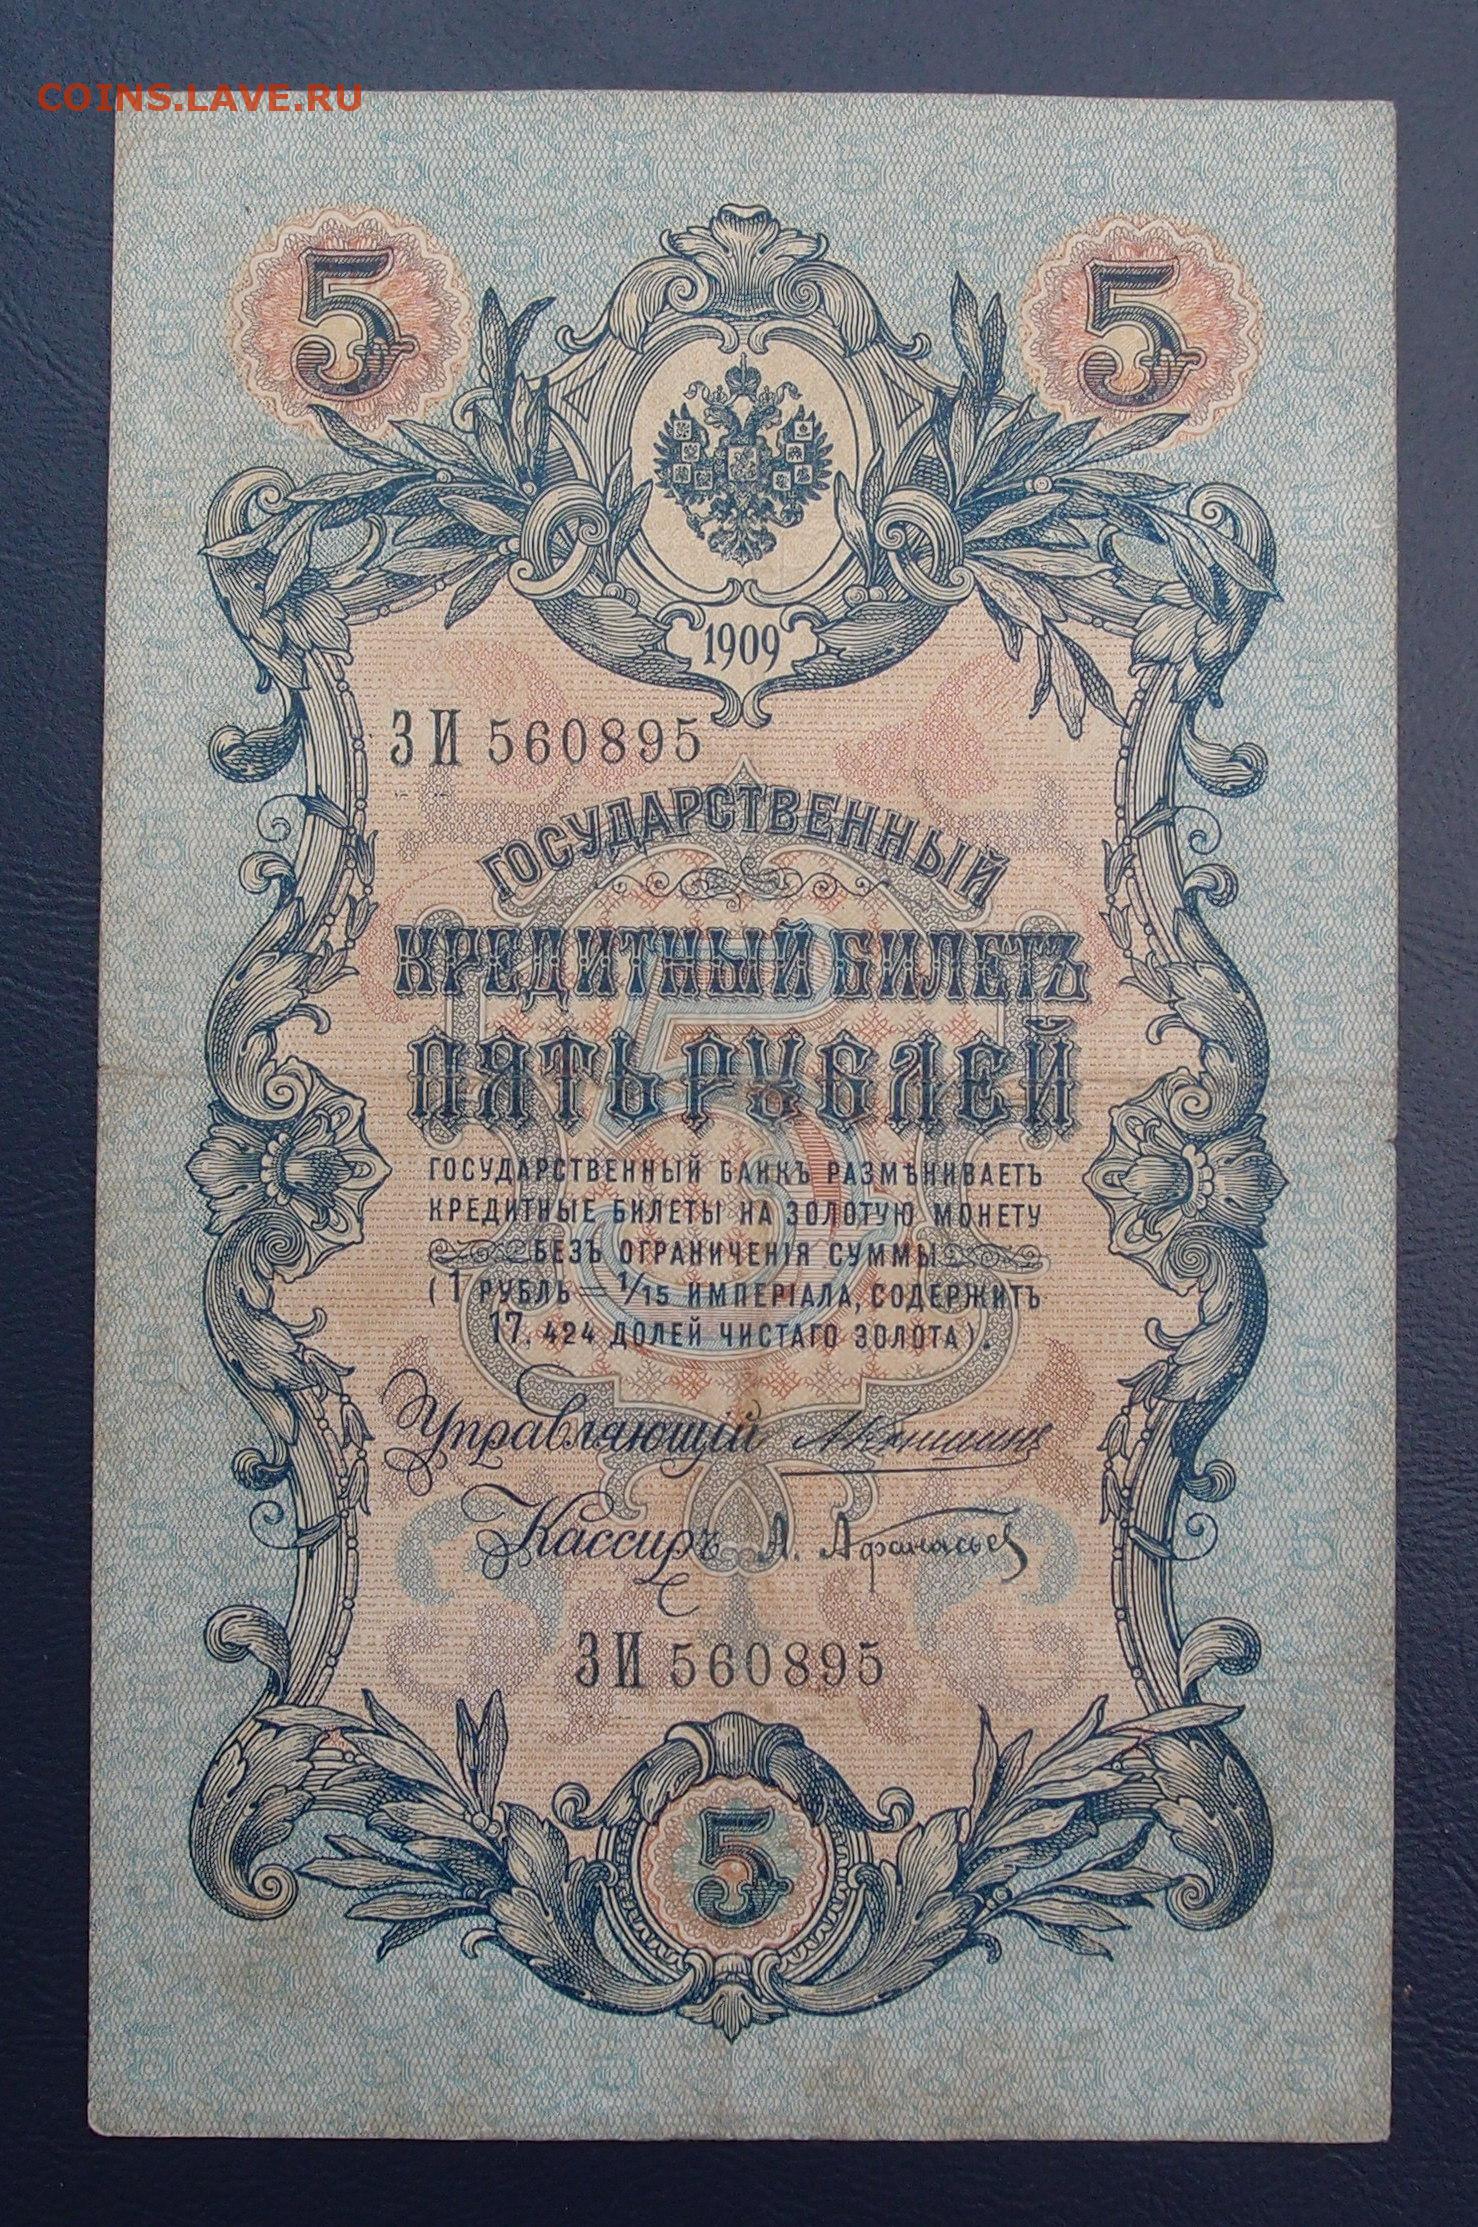 COINS.LAVE.RU
5 5
1909
ЗИ 560895
ГОСУДАРСТВЕННЫЙ
КРЕДИТНЫЙ БИЛЕТЪ
ПЯТЬ РУБЛЕЙ
ГОСУДАРСТВЕННЫЙ БАНКЪ РАЗМѢНИВАЕТЪ
КРЕДИТНЫЕ БИЛЕТЫ НА ЗОЛОТУЮ МОНЕТУ
БЕЗЪ ОГРАНИЧЕНІЯ СУММЫ
(1 РУБЛЬ = 1/15 ИМПЕРІАЛА, СОДЕРЖИТЪ
17.424 ДОЛЕЙ ЧИСТАГО ЗОЛОТА).
Управляющій
Кассиръ А. Афанасьев
ЗИ 560895
5